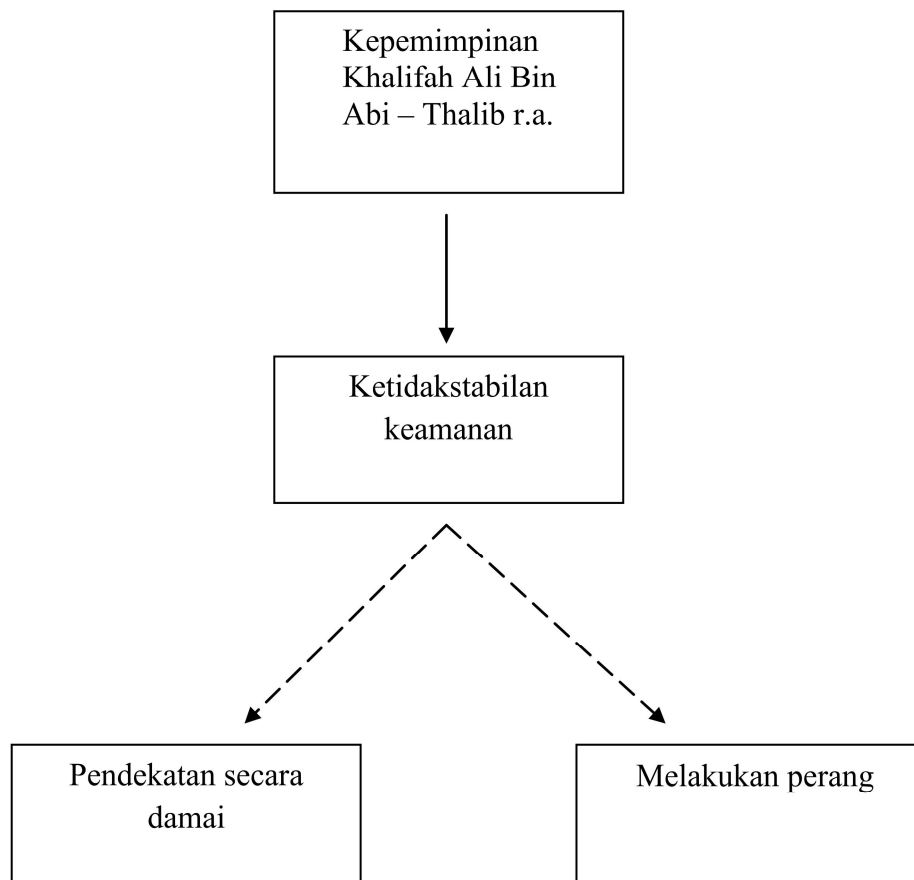 Kepemimpinan
Khalifah Ali Bin
Abi – Thalib r.a.
Ketidakstabilan
keamanan
Pendekatan secara
damai
Melakukan perang